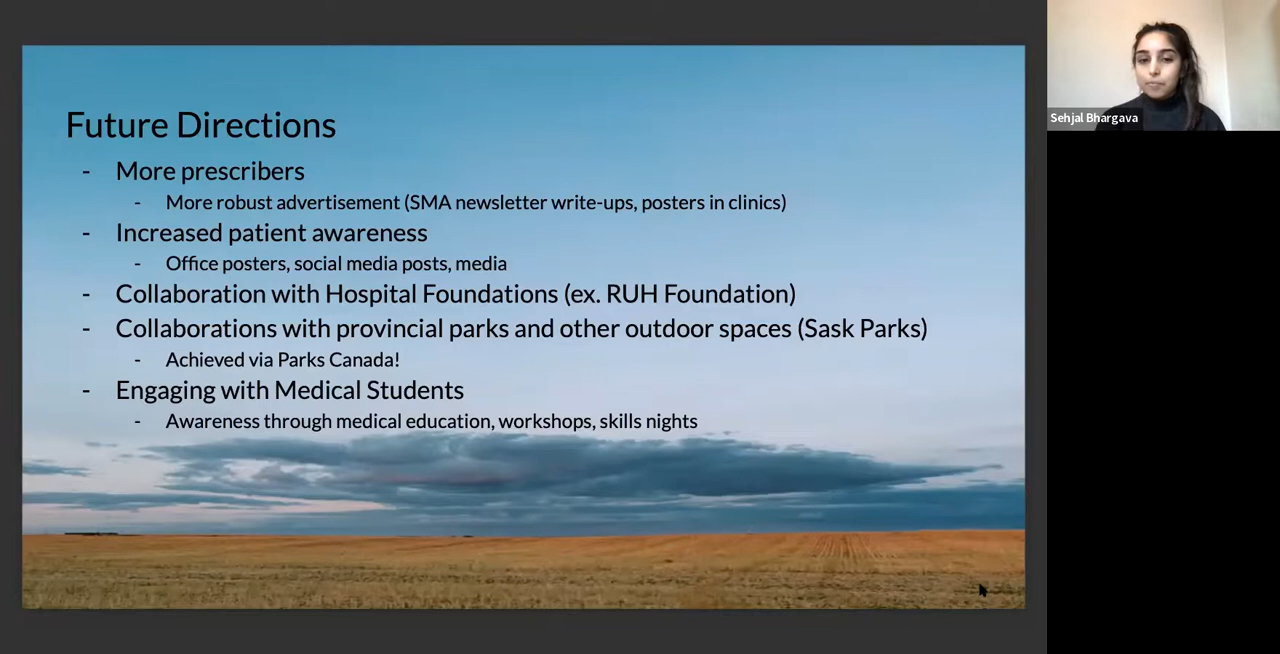 Future Directions
- More prescribers
- More robust advertisement (SMA newsletter write-ups, posters in clinics)
- Increased patient awareness
- Office posters, social media posts, media
- Collaboration with Hospital Foundations (ex. RUH Foundation)
- Collaborations with provincial parks and other outdoor spaces (Sask Parks)
- Achieved via Parks Canada!
- Engaging with Medical Students
- Awareness through medical education, workshops, skills nights
Sehjal Bhargava